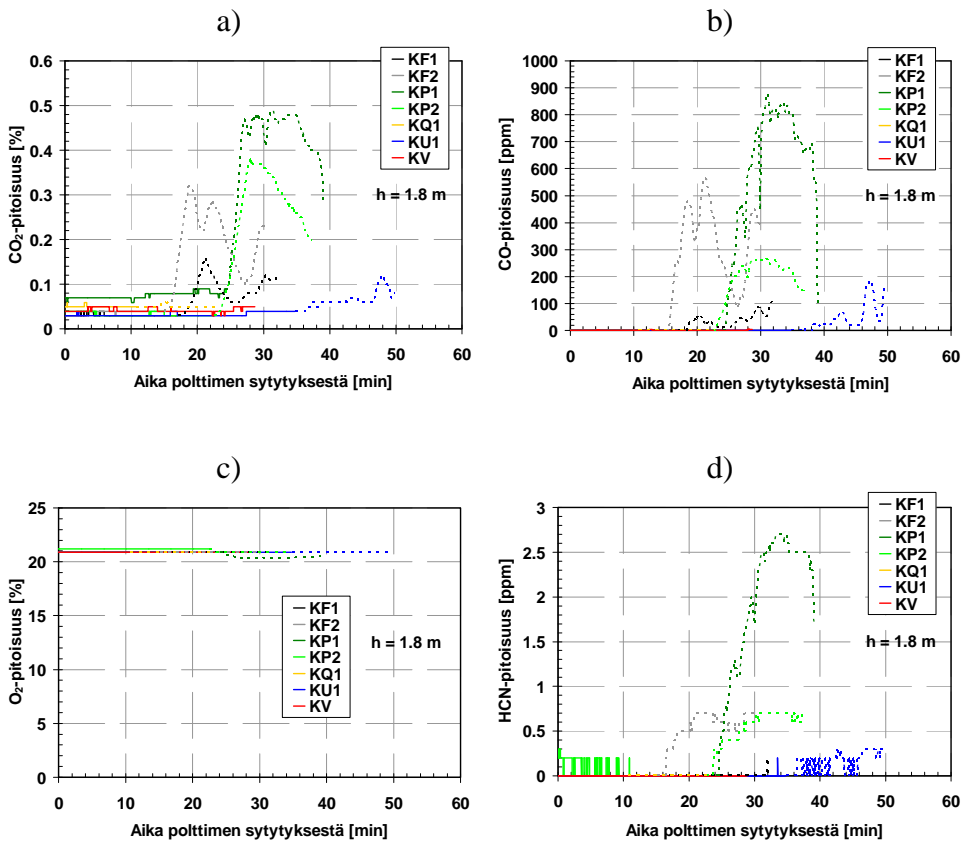 a)
CO₂-pitoisuus [%]
0.6
0.5
0.4
0.3
0.2
0.1
0
0 10 20 30 40 50 60
Aika polttimen sytytyksestä [min]
KF1
KF2
KP1
KP2
KQ1
KU1
KV
h = 1.8 m
b)
CO-pitoisuus [ppm]
1000
900
800
700
600
500
400
300
200
100
0
0 10 20 30 40 50 60
Aika polttimen sytytyksestä [min]
KF1
KF2
KP1
KP2
KQ1
KU1
KV
h = 1.8 m
c)
O₂-pitoisuus [%]
25
20
15
10
5
0
0 10 20 30 40 50 60
Aika polttimen sytytyksestä [min]
KF1
KF2
KP1
KP2
KQ1
KU1
KV
h = 1.8 m
d)
HCN-pitoisuus [ppm]
3
2.5
2
1.5
1
0.5
0
0 10 20 30 40 50 60
Aika polttimen sytytyksestä [min]
KF1
KF2
KP1
KP2
KQ1
KU1
KV
h = 1.8 m